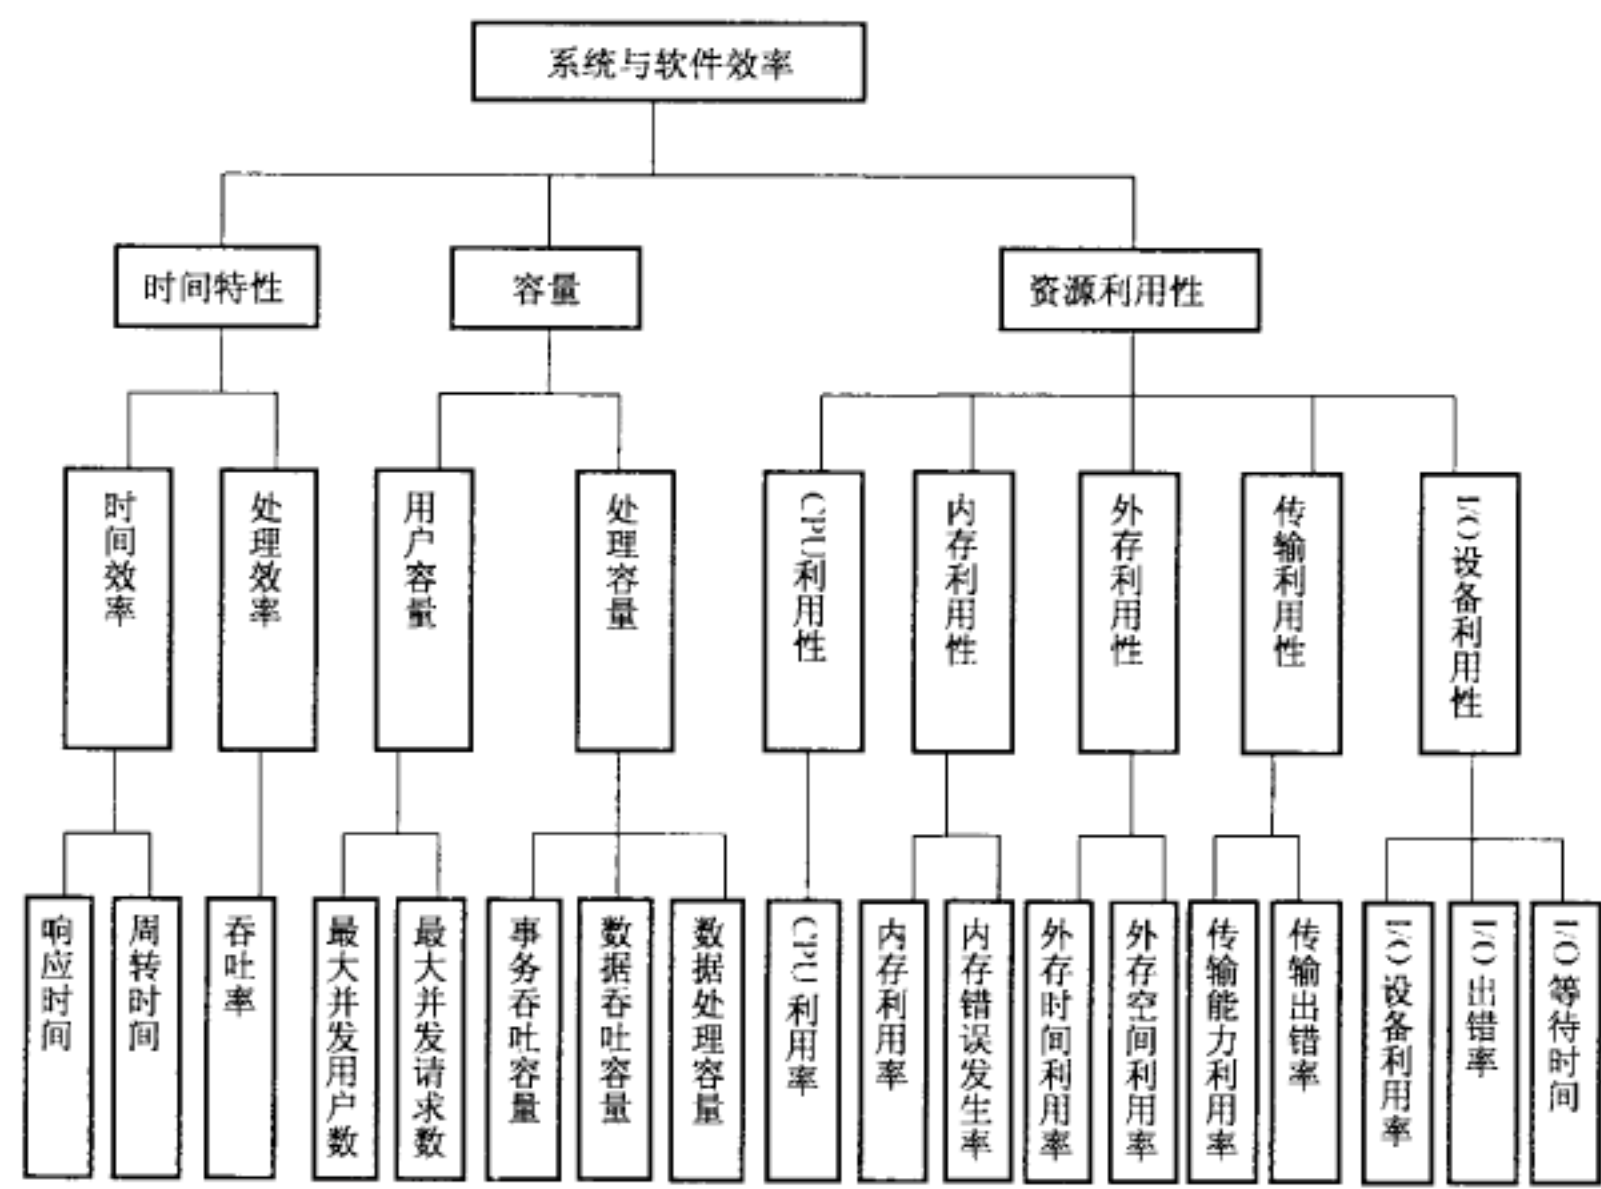 系统与软件效率
时间特性
容量
资源利用性
时间效率
处理效率
用户容量
处理容量
CPU利用性
内存利用性
外存利用性
传输利用性
I/O设备利用性
响应时间
周转时间
吞吐率
最大并发用户数
最大并发请求数
事务吞吐容量
数据吞吐容量
数据处理容量
CPU利用率
内存利用率
内存错误发生率
外存时间利用率
外存空间利用率
传输能力利用率
传输出错率
I/O设备利用率
I/O出错率
I/O等待时间